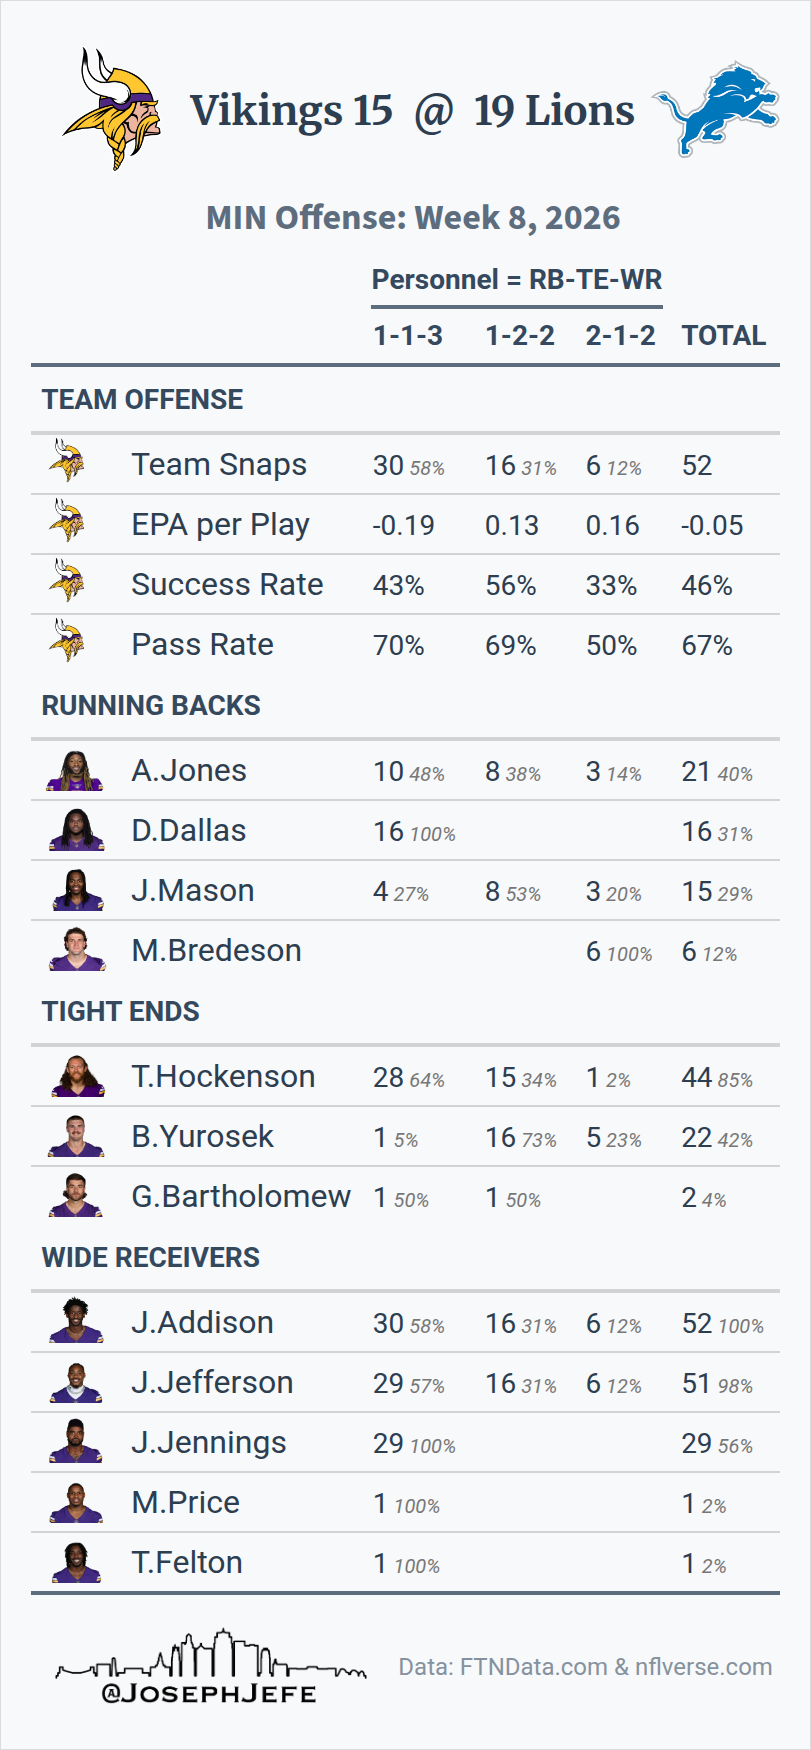 Vikings 15 @ 19 Lions
MIN Offense: Week 8, 2026
Personnel = RB-TE-WR
1-1-3 1-2-2 2-1-2 TOTAL
TEAM OFFENSE
Team Snaps 30 58% 16 31% 6 12% 52
EPA per Play -0.19 0.13 0.16 -0.05
Success Rate 43% 56% 33% 46%
Pass Rate 70% 69% 50% 67%
RUNNING BACKS
A.Jones 10 48% 8 38% 3 14% 21 40%
D.Dallas 16 100% 16 31%
J.Mason 4 27% 8 53% 3 20% 15 29%
M.Bredeson 6 100% 6 12%
TIGHT ENDS
T.Hockenson 28 64% 15 34% 1 2% 44 85%
B.Yurosek 1 5% 16 73% 5 23% 22 42%
G.Bartholomew 1 50% 1 50% 2 4%
WIDE RECEIVERS
J.Addison 30 58% 16 31% 6 12% 52 100%
J.Jefferson 29 57% 16 31% 6 12% 51 98%
J.Jennings 29 100% 29 56%
M.Price 1 100% 1 2%
T.Felton 1 100% 1 2%
@JosephJefe
Data: FTNData.com & nflverse.com